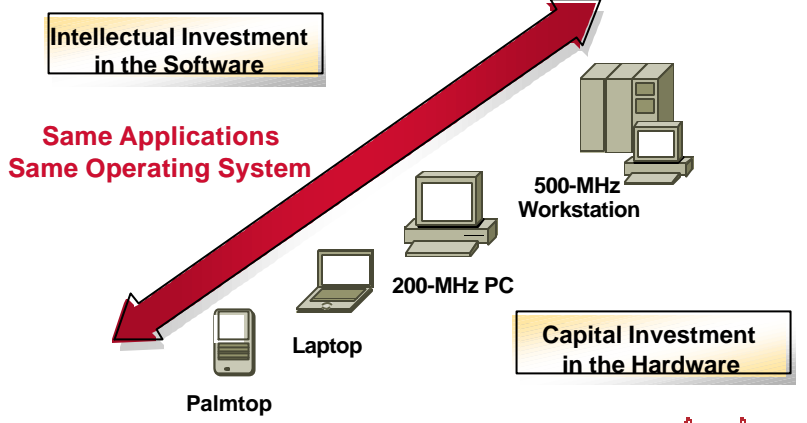 Intellectual Investment
in the Software
Same Applications
Same Operating System
500-MHz
Workstation
200-MHz PC
Laptop
Palmtop
Capital Investment
in the Hardware